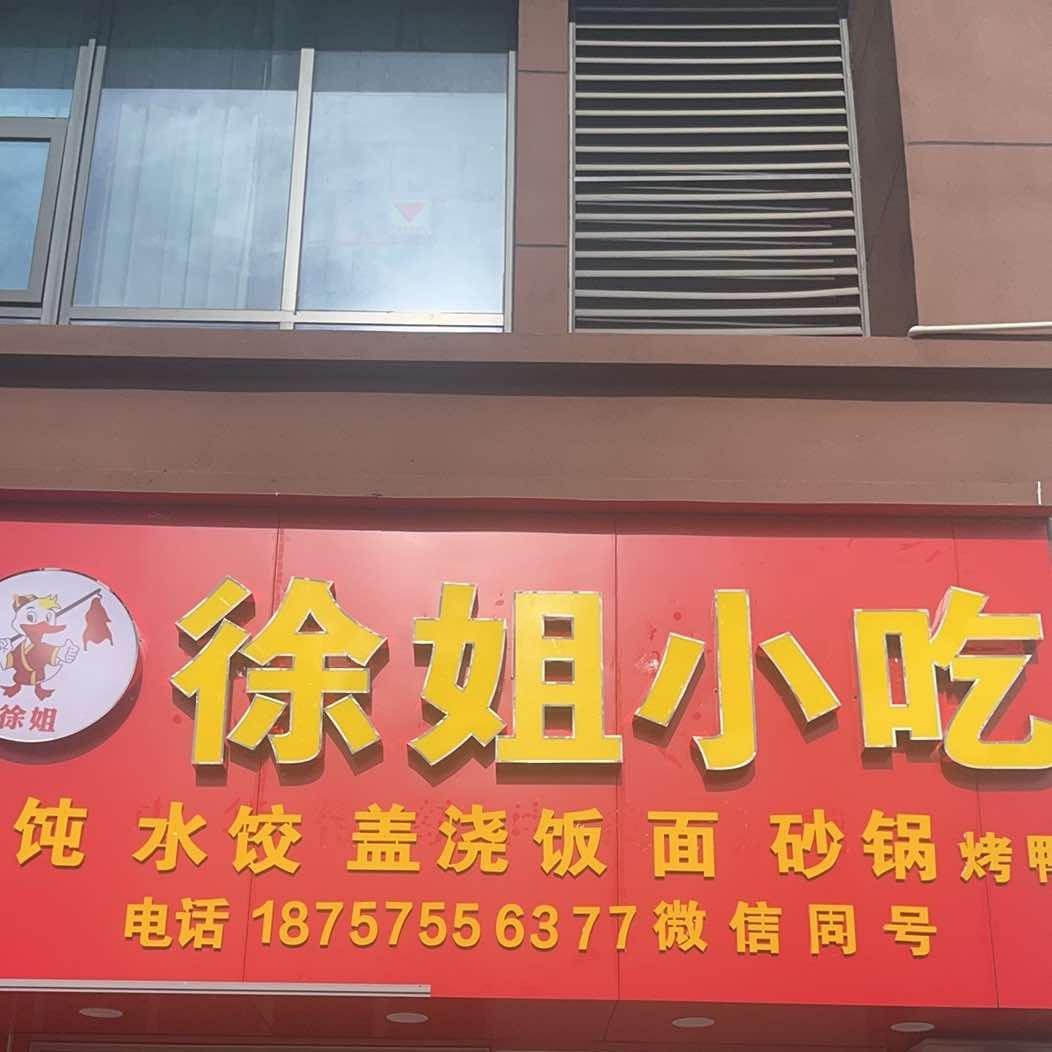 徐姐小吃
徐姐
饨 水饺 盖浇饭 面 砂锅 烤鸭
电话 18757556377 微信同号